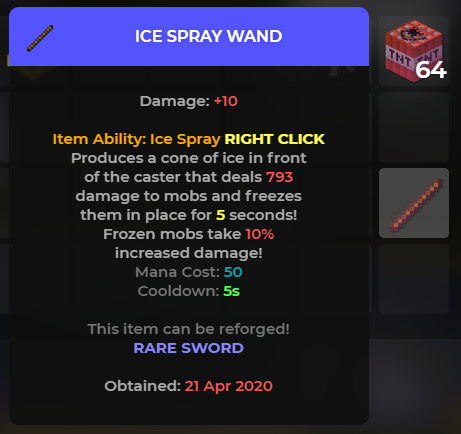 ICE SPRAY WAND
64
Damage: +10
Item Ability: Ice Spray RIGHT CLICK
Produces a cone of ice in front
of the caster that deals 793
damage to mobs and freezes
them in place for 5 seconds!
Frozen mobs take 10%
increased damage!
Mana Cost: 50
Cooldown: 5s
This item can be reforged!
RARE SWORD
Obtained: 21 Apr 2020
TNT